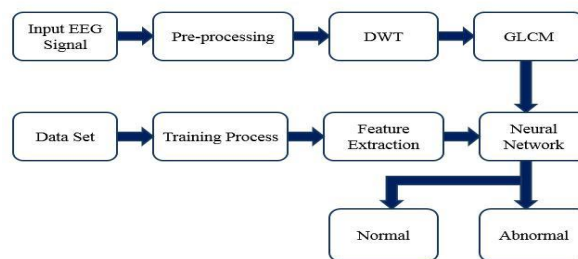 Input EEG
Signal
Pre-processing
DWT
GLCM
Data Set
Training Process
Feature
Extraction
Neural
Network
Normal
Abnormal